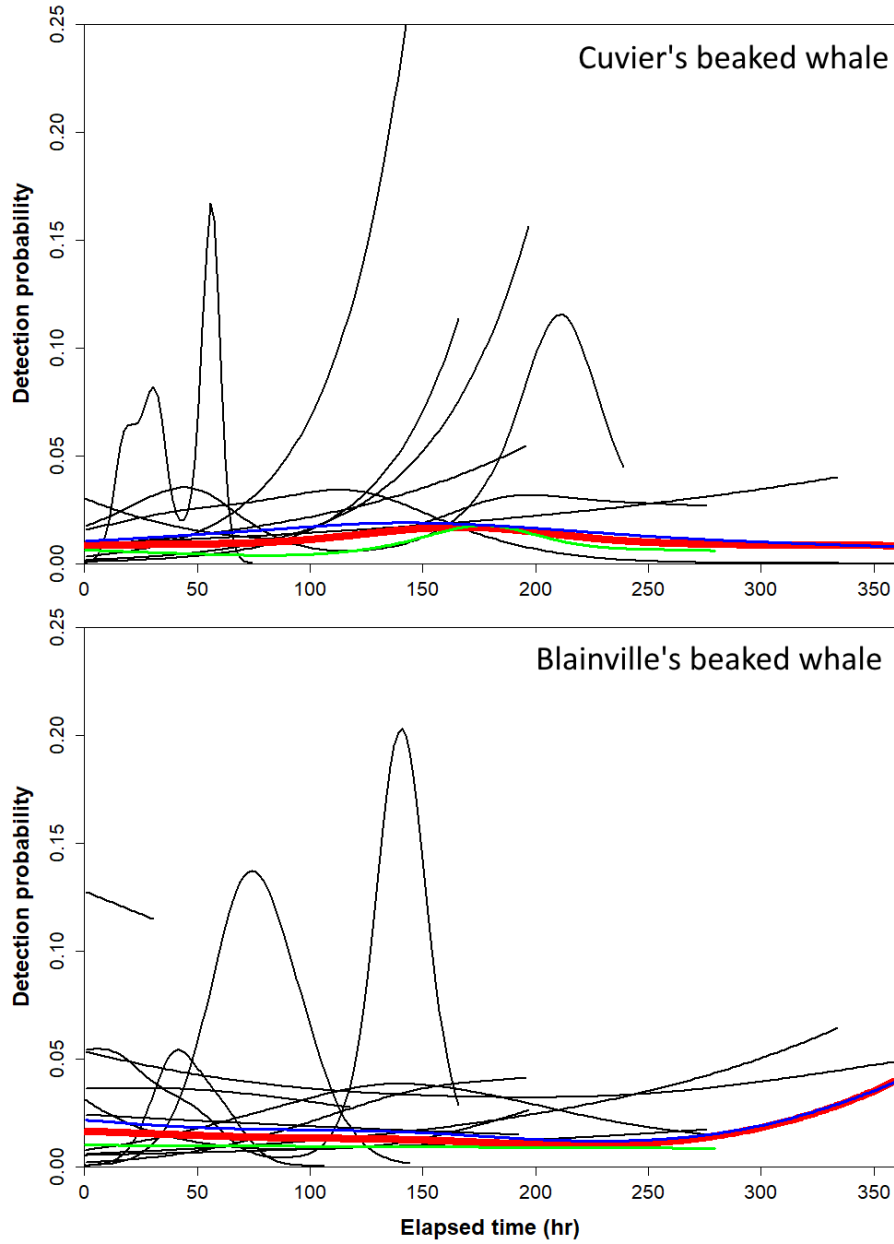 Cuvier's beaked whale
Detection probability
0.25
0.20
0.15
0.10
0.05
0.00
0 50 100 150 200 250 300 350
Blainville's beaked whale
Detection probability
0.25
0.20
0.15
0.10
0.05
0.00
0 50 100 150 200 250 300 350
Elapsed time (hr)